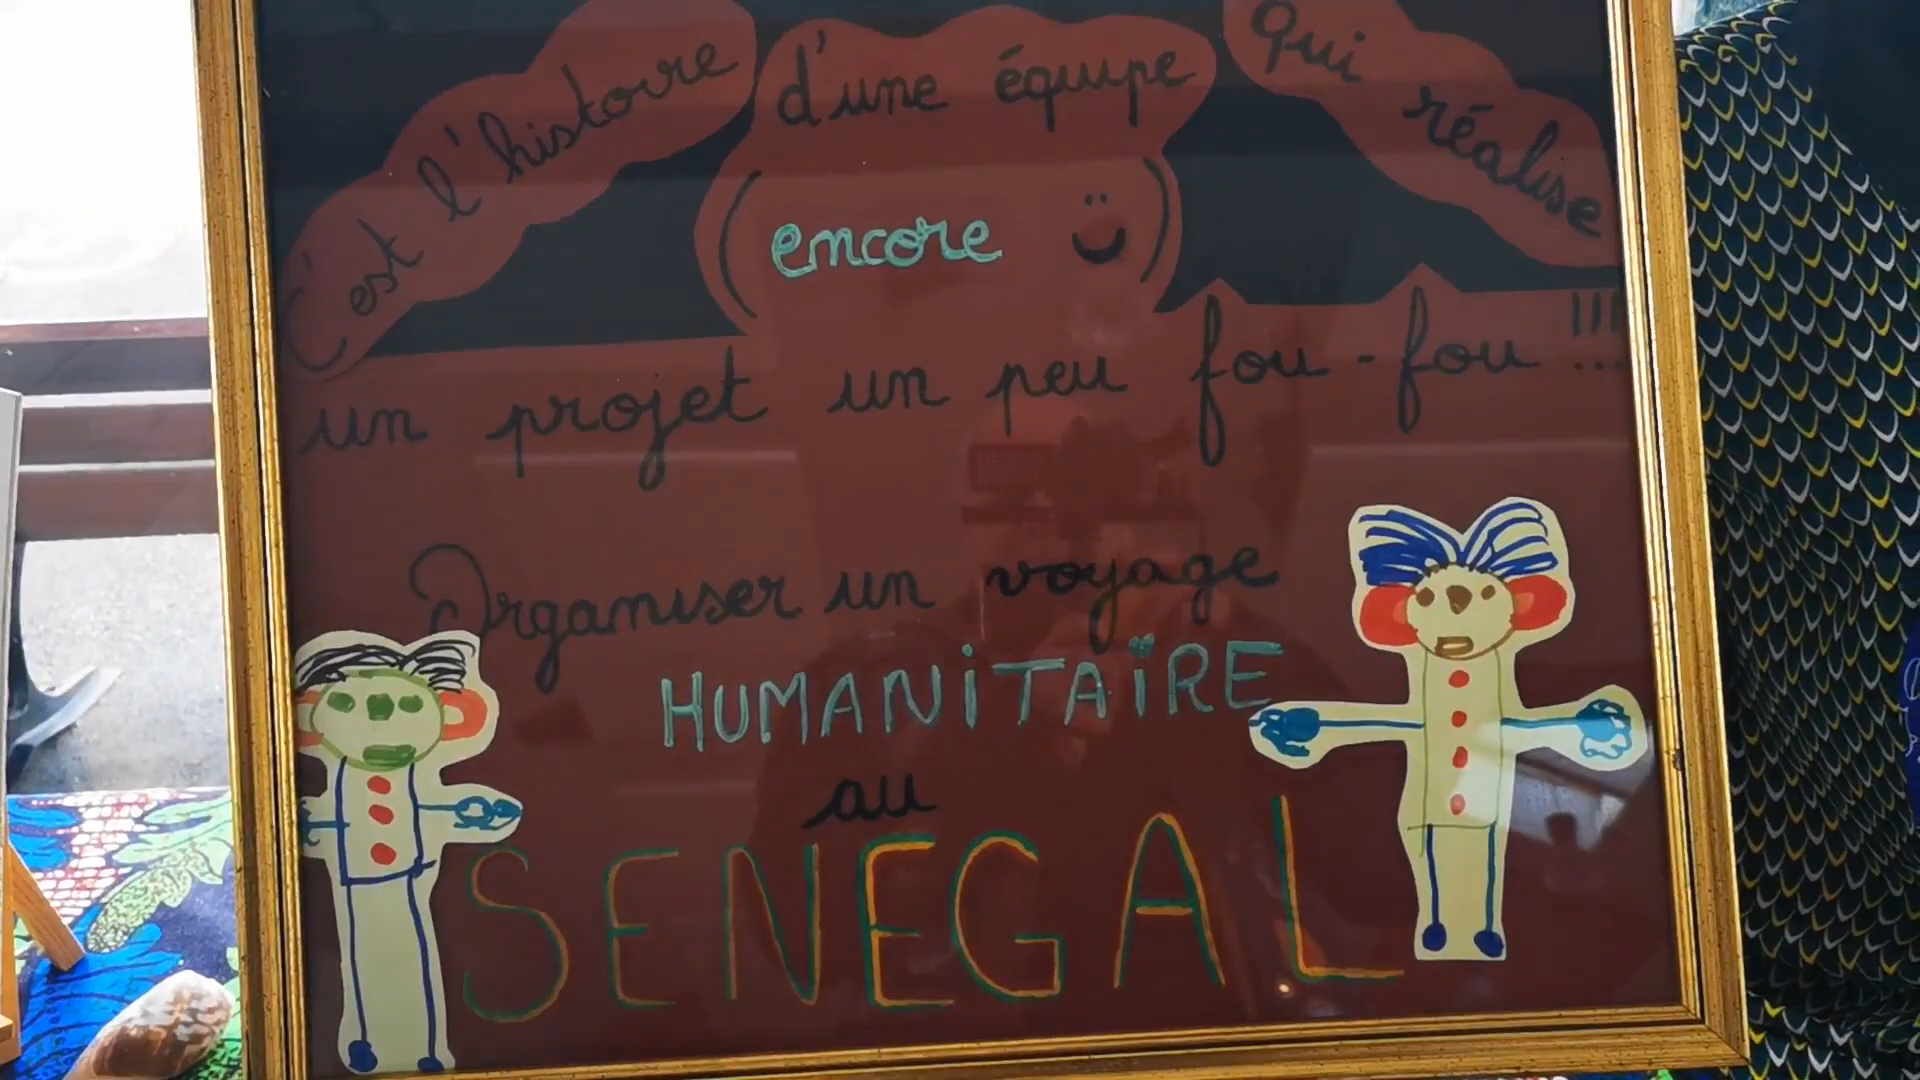 C'est l'histoire d'une équipe qui réalise
(encore )
un projet un peu fou-fou !!!
Organiser un voyage
HUMANiTAiRE
au
SENEGAL